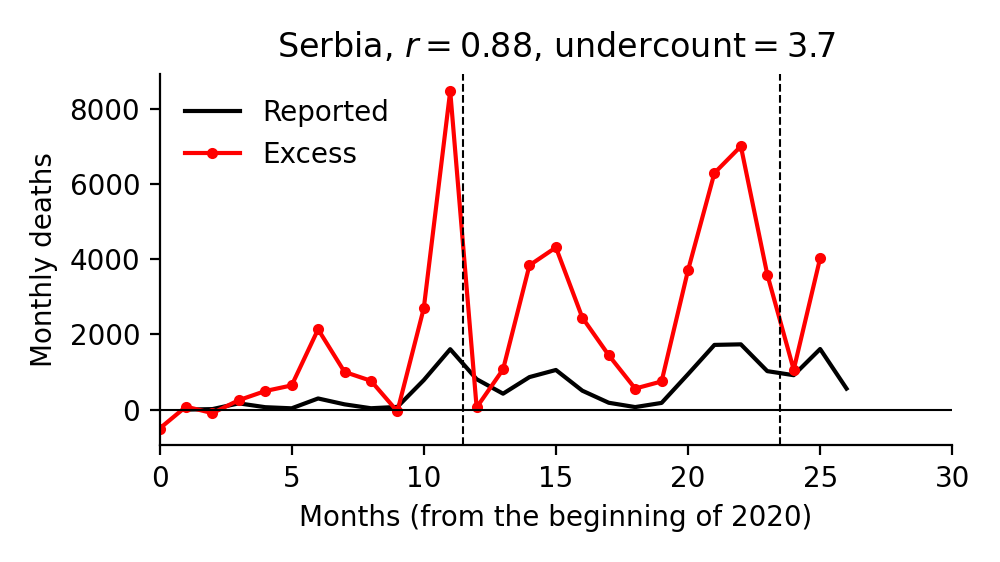 Serbia, r = 0.88, undercount = 3.7
Reported
Excess
Monthly deaths
8000
6000
4000
2000
0
0 5 10 15 20 25 30
Months (from the beginning of 2020)